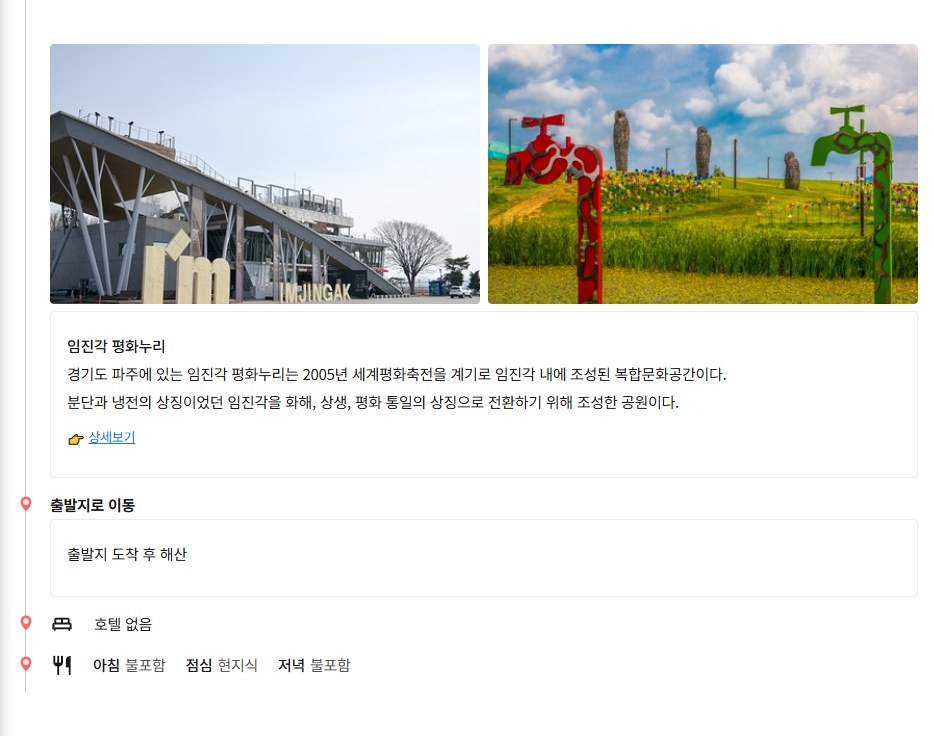 i'm
IMJINGAK
임진각 평화누리
경기도 파주에 있는 임진각 평화누리는 2005년 세계평화축전을 계기로 임진각 내에 조성된 복합문화공간이다.
분단과 냉전의 상징이었던 임진각을 화해, 상생, 평화 통일의 상징으로 전환하기 위해 조성한 공원이다.
상세보기
출발지로 이동
출발지 도착 후 해산
호텔 없음
아침 불포함 점심 현지식 저녁 불포함